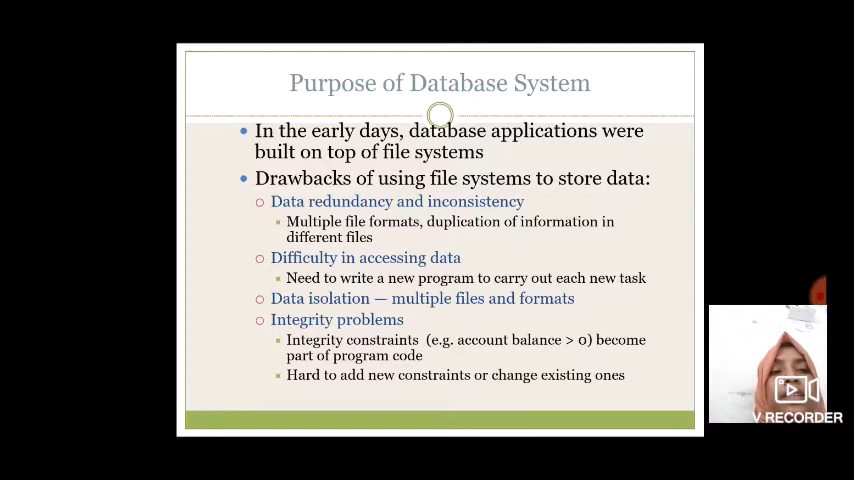 Purpose of Database System
In the early days, database applications were
built on top of file systems
Drawbacks of using file systems to store data:
Data redundancy and inconsistency
Multiple file formats, duplication of information in
different files
Difficulty in accessing data
Need to write a new program to carry out each new task
Data isolation — multiple files and formats
Integrity problems
Integrity constraints (e.g. account balance > 0) become
part of program code
Hard to add new constraints or change existing ones
V RECORDER